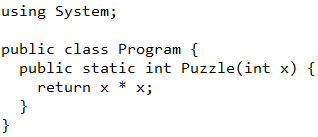 using System;

public class Program {
  public static int Puzzle(int x) {
    return x * x;
  }
}